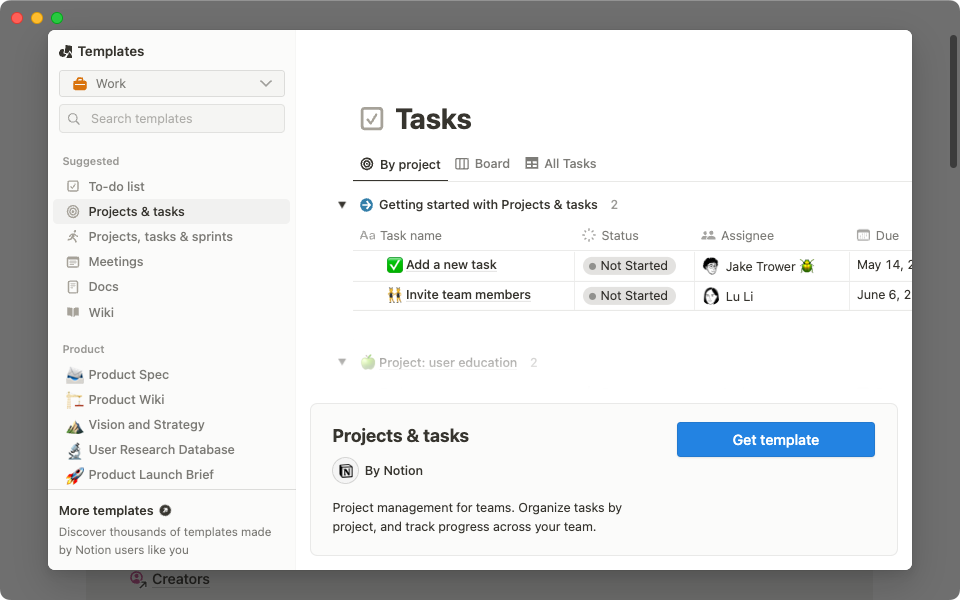 Templates
Work
Search templates
Suggested
To-do list
Projects & tasks
Projects, tasks & sprints
Meetings
Docs
Wiki
Product
Product Spec
Product Wiki
Vision and Strategy
User Research Database
Product Launch Brief
More templates
Discover thousands of templates made
by Notion users like you
Tasks
By project Board All Tasks
Getting started with Projects & tasks 2
Aa Task name Status Assignee Due
Add a new task Not Started Jake Trower May 14, 2
Invite team members Not Started Lu Li June 6, 2
Project: user education 2
Projects & tasks
Get template
By Notion
Project management for teams. Organize tasks by
project, and track progress across your team.
Creators